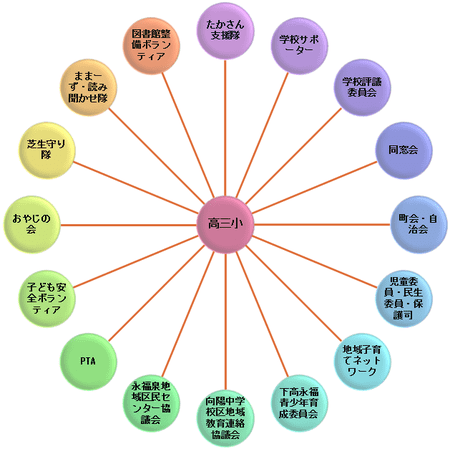 たかさん
支援隊
学校サポ
ーター
学校評議
委員会
同窓会
町会・自
治会
児童委
員・民生
委員・保
護司
地域子育
てネット
ワーク
下高永福
青少年育
成委員会
向陽中学
校区地域
教育連絡
協議会
永福泉地
域区民セ
ンター協
議会
PTA
子ども安
全ボラン
ティア
おやじの
会
芝生守り
隊
ままー
ず・読み
聞かせ隊
図書館整
備ボラン
ティア
高三小